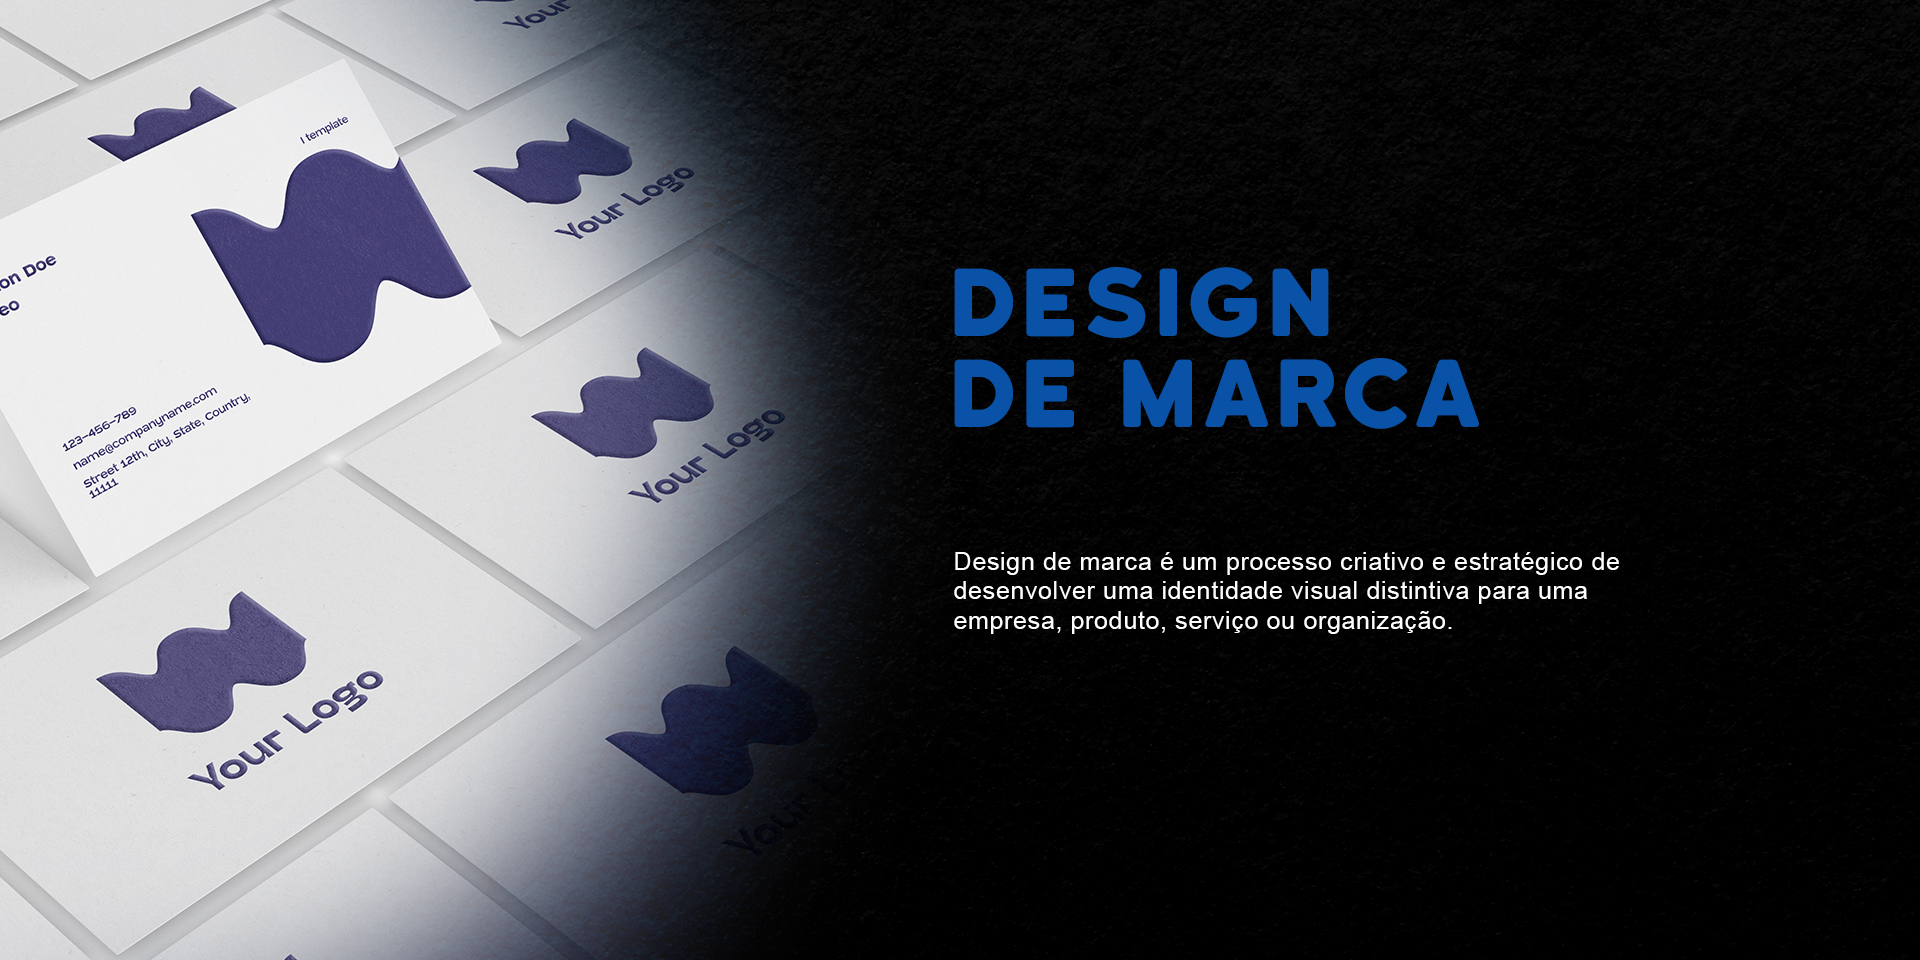 Your
I template
on Doe
eo
123-456-789
name@companyname.com
Street 12th, City, State, Country,
11111
Your Logo
Your Logo
Your Logo
Your
DESIGN
DE MARCA
Design de marca é um processo criativo e estratégico de
desenvolver uma identidade visual distintiva para uma
empresa, produto, serviço ou organização.